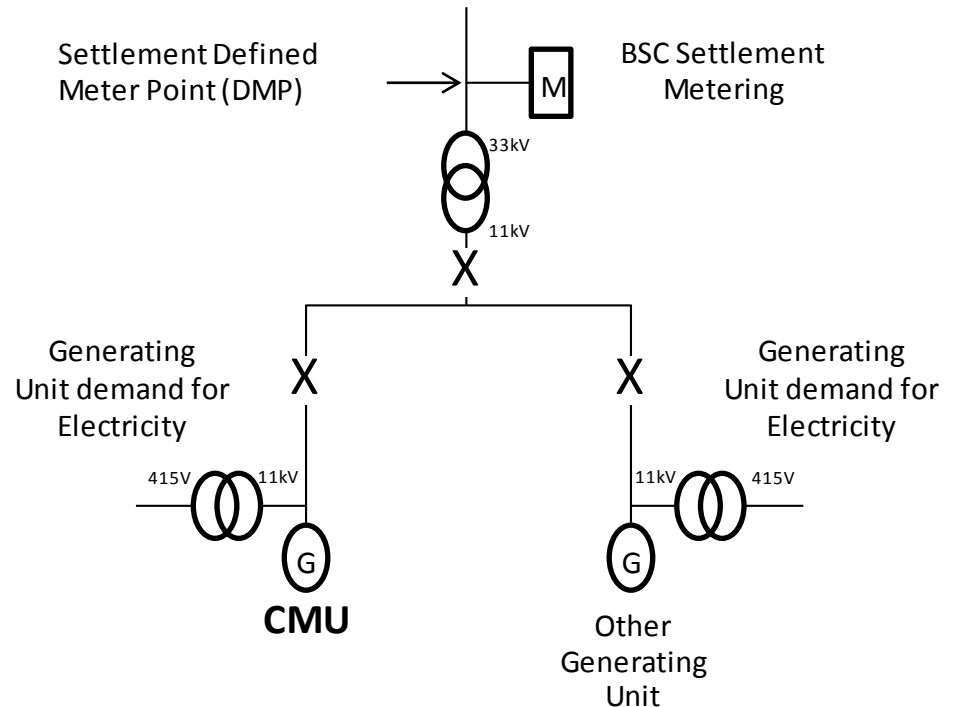 Settlement Defined
Meter Point (DMP)
M
BSC Settlement
Metering
33kV
11kV
X
Generating
Unit demand for
Electricity
X
X
Generating
Unit demand for
Electricity
415V
11kV
11kV
415V
G
G
CMU
Other
Generating
Unit